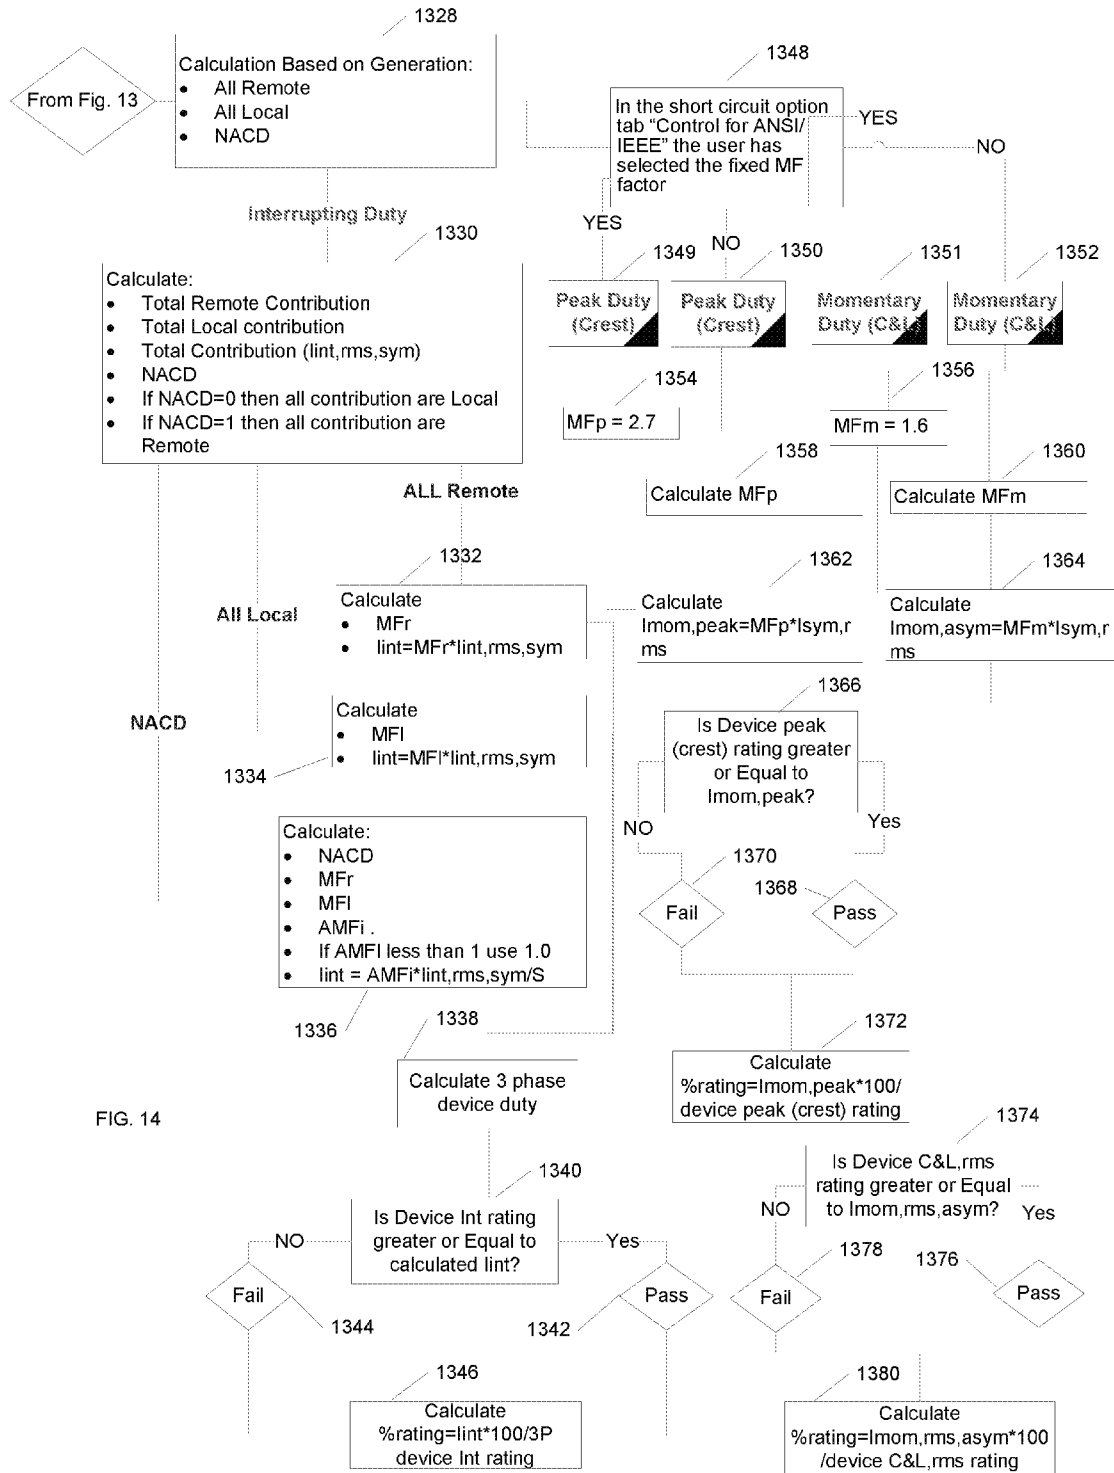 1328
Calculation Based on Generation:
● All Remote
● All Local
● NACD
From Fig. 13
Interrupting Duty
1330
Calculate:
● Total Remote Contribution
● Total Local contribution
● Total Contribution (Iint,rms,sym)
● NACD
● If NACD=0 then all contribution are Local
● If NACD=1 then all contribution are
Remote
ALL Remote
All Local
NACD
1332
Calculate
● MFr
● Iint=MFr*Iint,rms,sym
Calculate
● MFl
● Iint=MFl*Iint,rms,sym
1334
Calculate:
● NACD
● MFr
● MFl
● AMFi .
● If AMFI less than 1 use 1.0
● Iint = AMFi*Iint,rms,sym/S
1336
1338
Calculate 3 phase
device duty
1340
Is Device Int rating
greater or Equal to
calculated Iint?
NO
Yes
Fail
Pass
1344
1342
1346
Calculate
%rating=Iint*100/3P
device Int rating
1348
In the short circuit option
tab “Control for ANSI/
IEEE” the user has
selected the fixed MF
factor
YES
NO
YES
NO
1349
1350
1351
1352
Peak Duty
(Crest)
Peak Duty
(Crest)
Momentary
Duty (C&L)
Momentary
Duty (C&L)
1354
MFp = 2.7
1356
MFm = 1.6
1358
Calculate MFp
1360
Calculate MFm
1362
Calculate
Imom,peak=MFp*Isym,r
ms
1364
Calculate
Imom,asym=MFm*Isym,r
ms
1366
Is Device peak
(crest) rating greater
or Equal to
Imom,peak?
NO
Yes
1370
1368
Fail
Pass
1372
Calculate
%rating=Imom,peak*100/
device peak (crest) rating
1374
Is Device C&L,rms
rating greater or Equal
to Imom,rms,asym?
NO
Yes
1378
1376
Fail
Pass
1380
Calculate
%rating=Imom,rms,asym*100
/device C&L,rms rating
FIG. 14